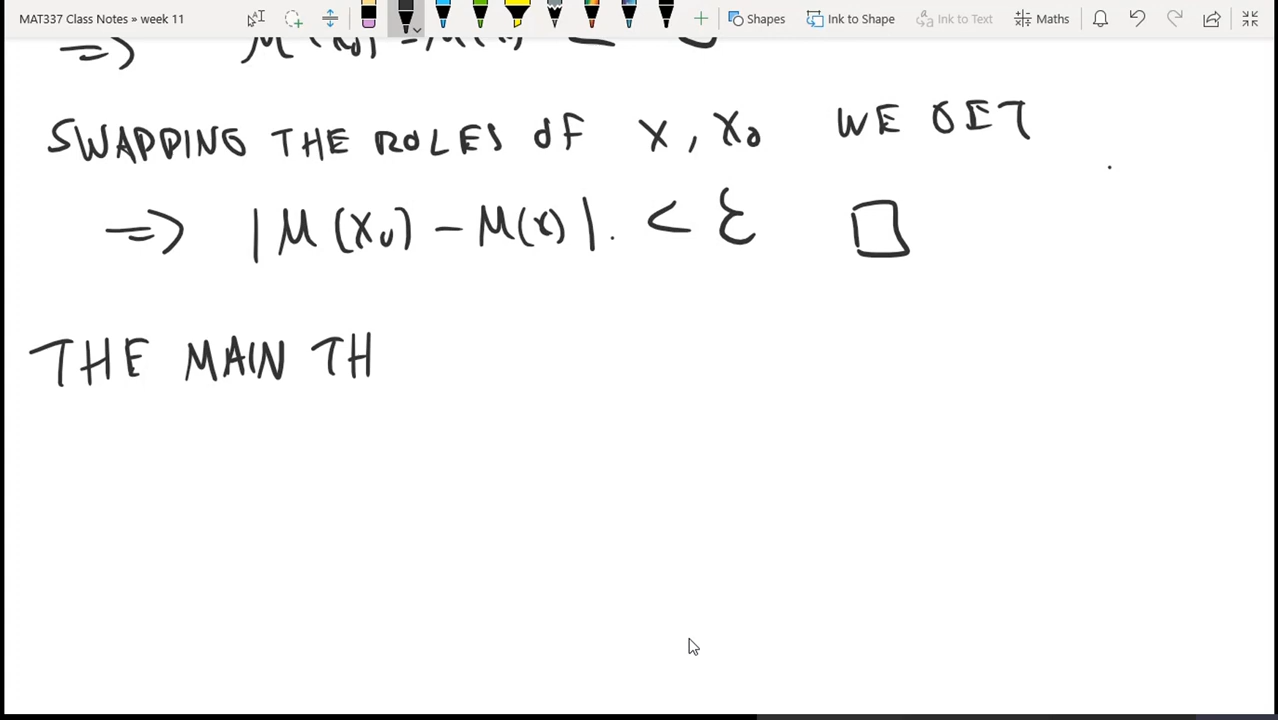 MAT337 Class Notes » week 11
Shapes Ink to Shape Ink to Text Maths
=> M(x₀) - M(x) <
SWAPPING THE ROLES OF x, x₀ WE GET
=> |M(x₀) - M(x)|. < ε □
THE MAIN TH